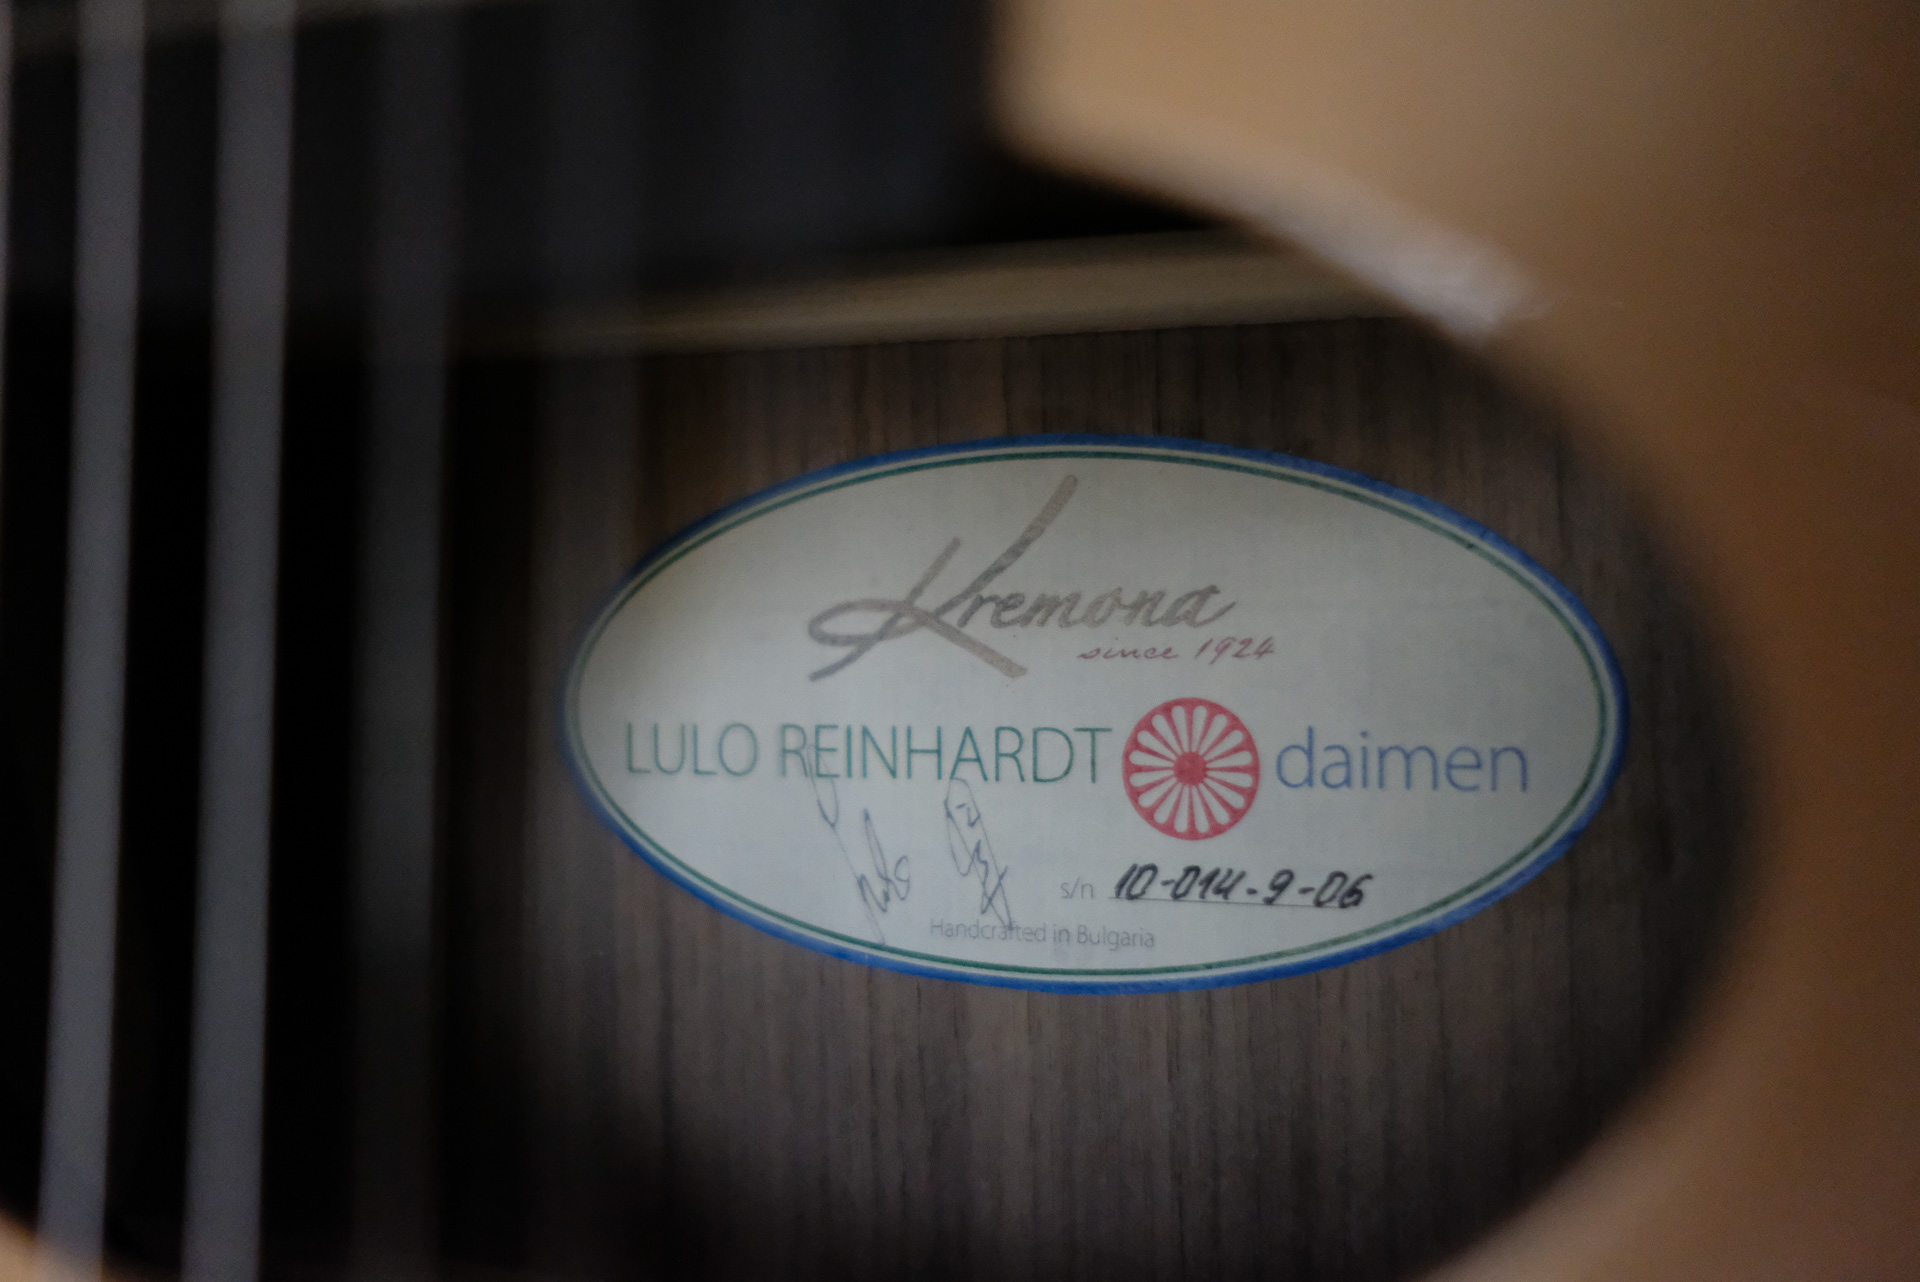 Kremona
since 1924
LULO REINHARDT daimen
s/n 10-014-9-06
Handcrafted in Bulgaria